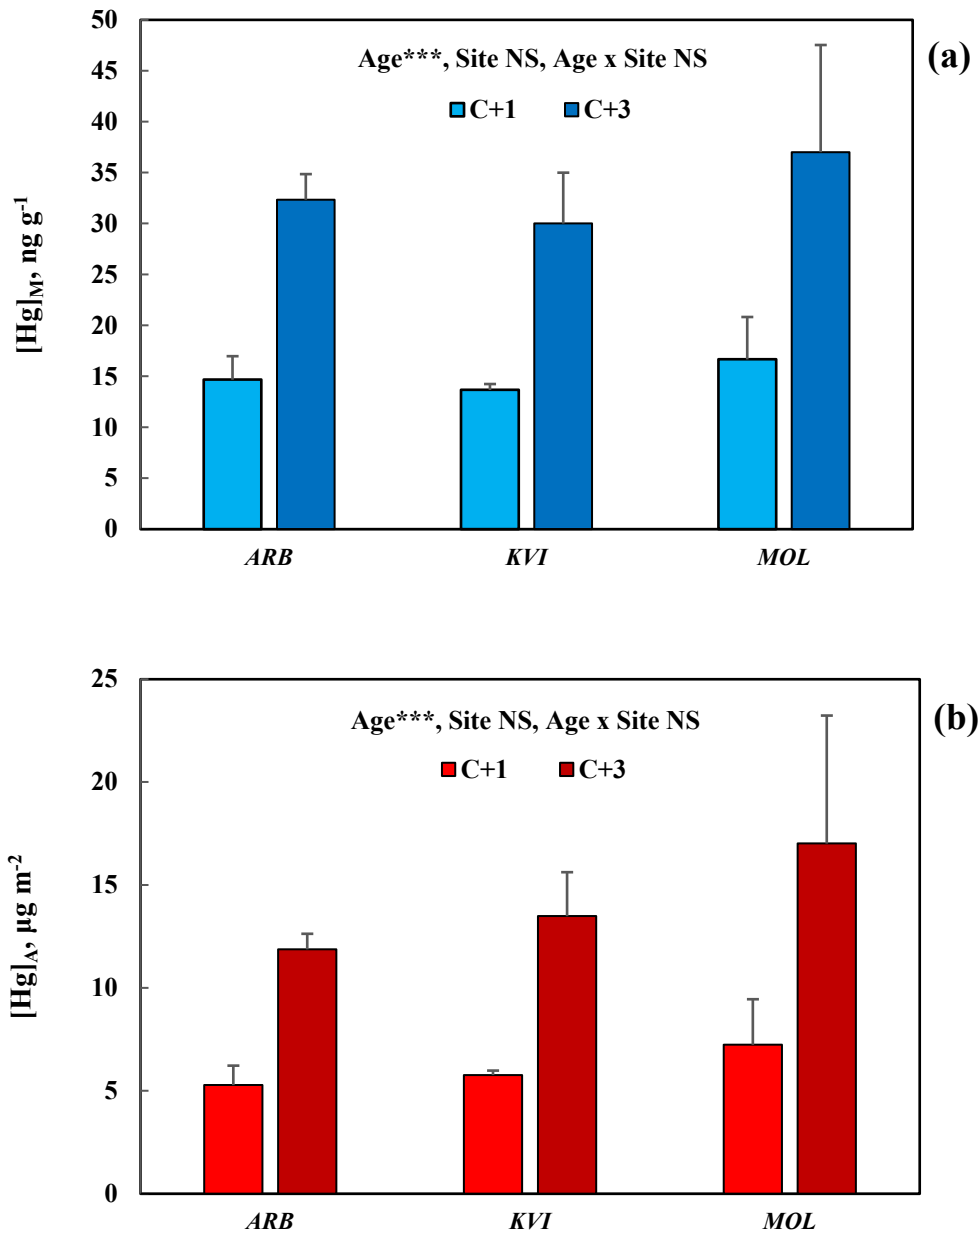 (a)
Age***, Site NS, Age x Site NS
C+1 C+3
[Hg]M, ng g-1
50
45
40
35
30
25
20
15
10
5
0
ARB KVI MOL
(b)
Age***, Site NS, Age x Site NS
C+1 C+3
[Hg]A, µg m-2
25
20
15
10
5
0
ARB KVI MOL